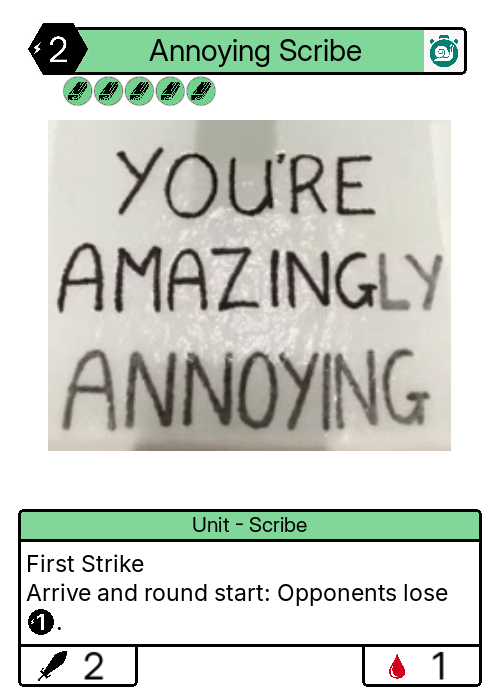 2
Annoying Scribe
YOU'RE
AMAZINGLY
ANNOYING
Unit - Scribe
First Strike
Arrive and round start: Opponents lose
1.
2
1